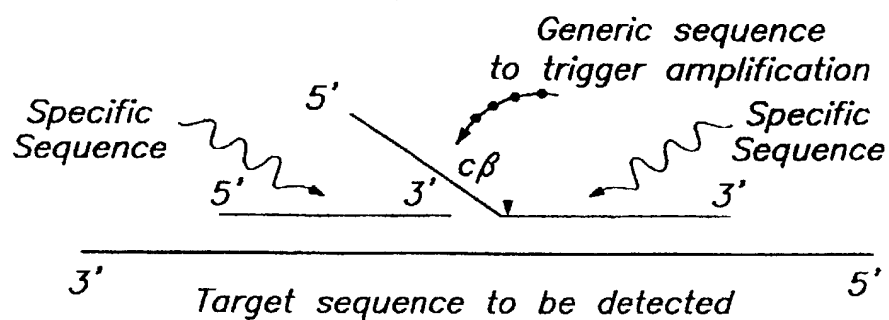 Generic sequence
to trigger amplification
Specific
Sequence
5'
Specific
Sequence
cβ
5'
3'
3'
3'
5'
Target sequence to be detected